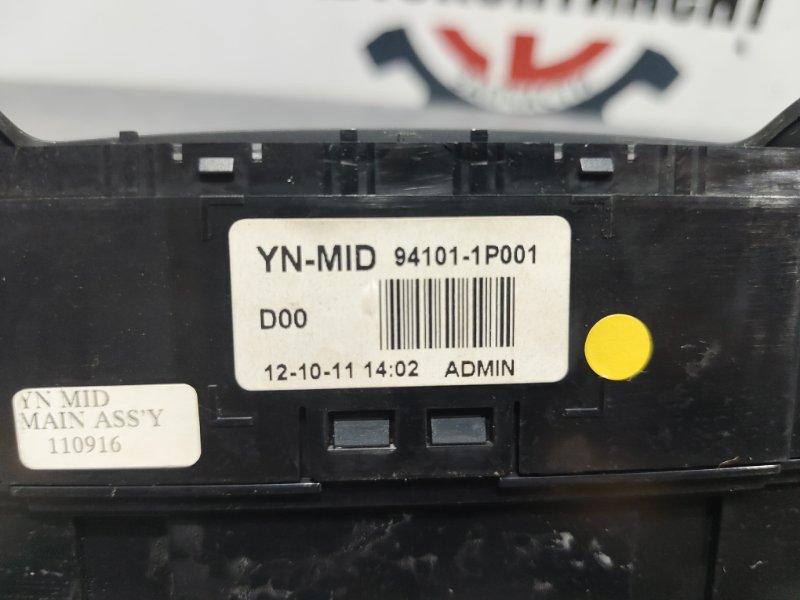 YN-MID 94101-1P001
D00
12-10-11 14:02 ADMIN
YN MID
MAIN ASS'Y
110916